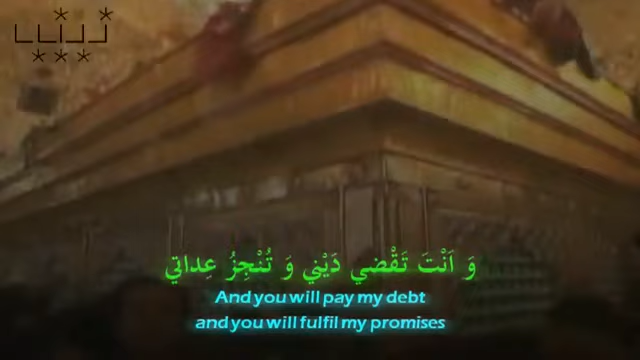 وَ اَنْتَ تَقْضي دَيْني وَ تُنْجِزُ عِداتي
And you will pay my debt
and you will fulfil my promises